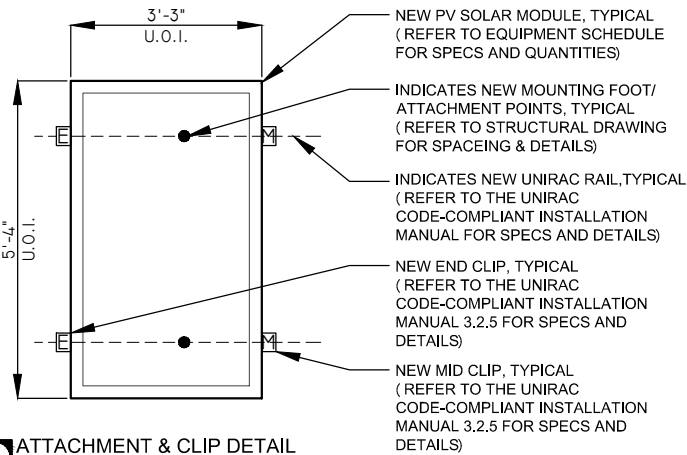 3'-3"
U.O.I.
NEW PV SOLAR MODULE, TYPICAL
( REFER TO EQUIPMENT SCHEDULE
FOR SPECS AND QUANTITIES)
INDICATES NEW MOUNTING FOOT/
ATTACHMENT POINTS, TYPICAL
( REFER TO STRUCTURAL DRAWING
FOR SPACEING & DETAILS)
E
M
INDICATES NEW UNIRAC RAIL,TYPICAL
( REFER TO THE UNIRAC
CODE-COMPLIANT INSTALLATION
MANUAL FOR SPECS AND DETAILS)
5'-4"
U.O.I.
NEW END CLIP, TYPICAL
( REFER TO THE UNIRAC
CODE-COMPLIANT INSTALLATION
MANUAL 3.2.5 FOR SPECS AND
DETAILS)
E
M
NEW MID CLIP, TYPICAL
( REFER TO THE UNIRAC
CODE-COMPLIANT INSTALLATION
MANUAL 3.2.5 FOR SPECS AND
DETAILS)
ATTACHMENT & CLIP DETAIL